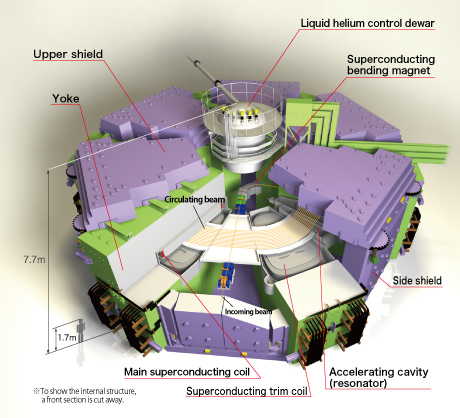 Liquid helium control dewar
Upper shield
Superconducting
bending magnet
Yoke
Circulating beam
7.7m
Side shield
Incoming beam
1.7m
Main superconducting coil
Accelerating cavity
(resonator)
Superconducting trim coil
※To show the internal structure,
a front section is cut away.